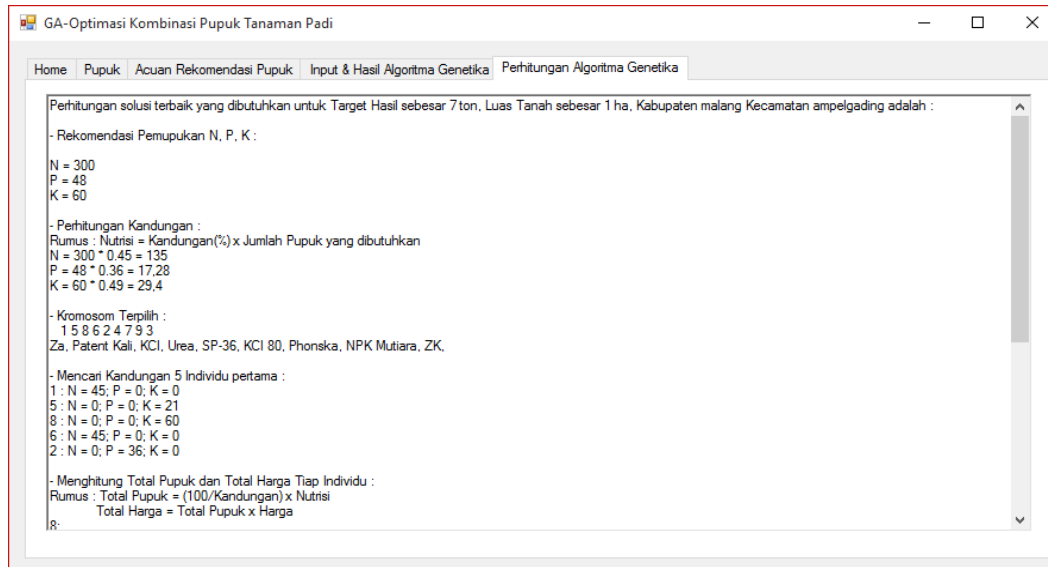 GA-Optimasi Kombinasi Pupuk Tanaman Padi
Home Pupuk Acuan Rekomendasi Pupuk Input & Hasil Algoritma Genetika Perhitungan Algoritma Genetika
Perhitungan solusi terbaik yang dibutuhkan untuk Target Hasil sebesar 7 ton, Luas Tanah sebesar 1 ha, Kabupaten malang Kecamatan ampelgading adalah :
- Rekomendasi Pemupukan N, P, K :
N = 300
P = 48
K = 60
- Perhitungan Kandungan :
Rumus : Nutrisi = Kandungan(%) x Jumlah Pupuk yang dibutuhkan
N = 300 * 0.45 = 135
P = 48 * 0.36 = 17,28
K = 60 * 0.49 = 29,4
- Kromosom Terpilih :
1 5 8 6 2 4 7 9 3
Za, Patent Kali, KCl, Urea, SP-36, KCl 80, Phonska, NPK Mutiara, ZK,
- Mencari Kandungan 5 Individu pertama :
1 : N = 45; P = 0; K = 0
5 : N = 0; P = 0; K = 21
8 : N = 0; P = 0; K = 60
6 : N = 45; P = 0; K = 0
2 : N = 0; P = 36; K = 0
- Menghitung Total Pupuk dan Total Harga Tiap Individu :
Rumus : Total Pupuk = (100/Kandungan) x Nutrisi
Total Harga = Total Pupuk x Harga
8: